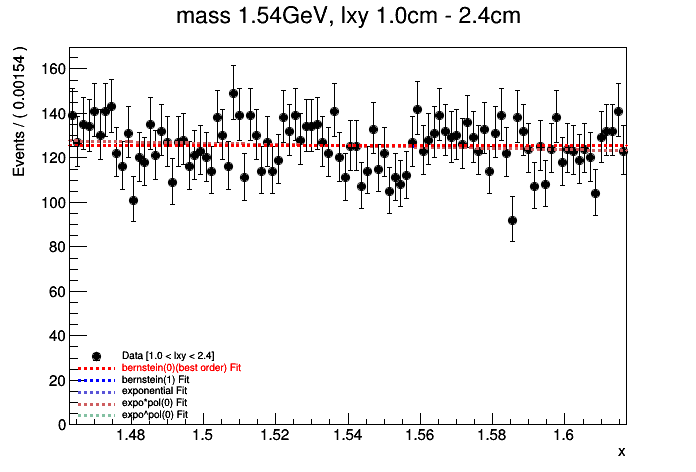 mass 1.54GeV, lxy 1.0cm - 2.4cm
Events / ( 0.00154 )
160
140
120
100
80
60
40
20
0
Data [1.0 < lxy < 2.4]
bernstein(0)(best order) Fit
bernstein(1) Fit
exponential Fit
expo*pol(0) Fit
expo^pol(0) Fit
1.48 1.5 1.52 1.54 1.56 1.58 1.6
x